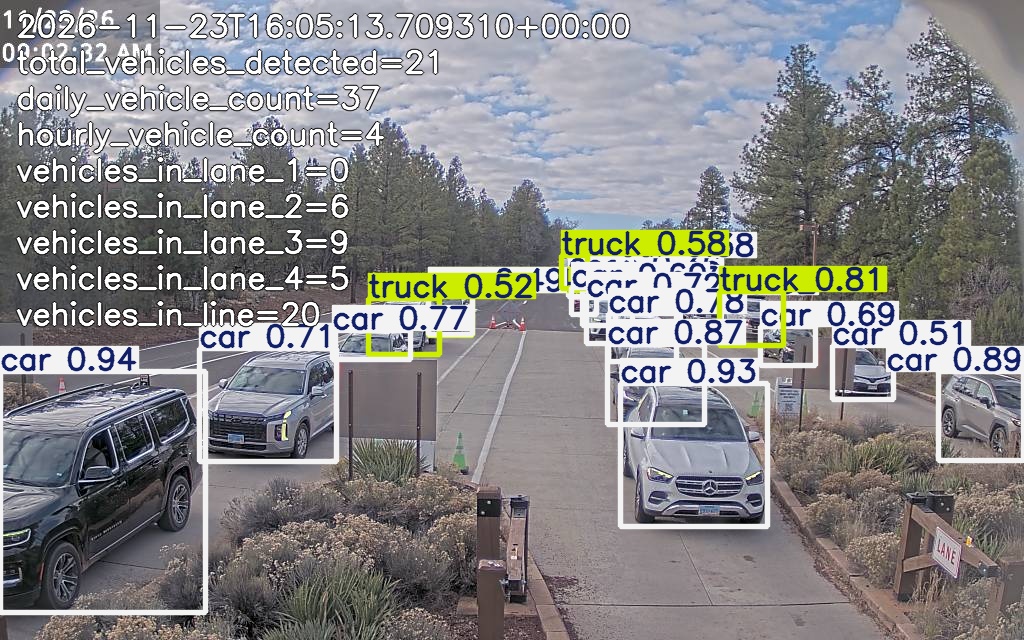 2026-11-23T16:05:13.709310+00:00
total_vehicles_detected=21
daily_vehicle_count=37
hourly_vehicle_count=4
vehicles_in_lane_1=0
vehicles_in_lane_2=6
vehicles_in_lane_3=9
vehicles_in_lane_4=5
vehicles_in_line=20
truck 0.58
truck 0.52
truck 0.81
car 0.78
car 0.77
car 0.69
car 0.71
car 0.87
car 0.51
car 0.94
car 0.93
car 0.89
LANE